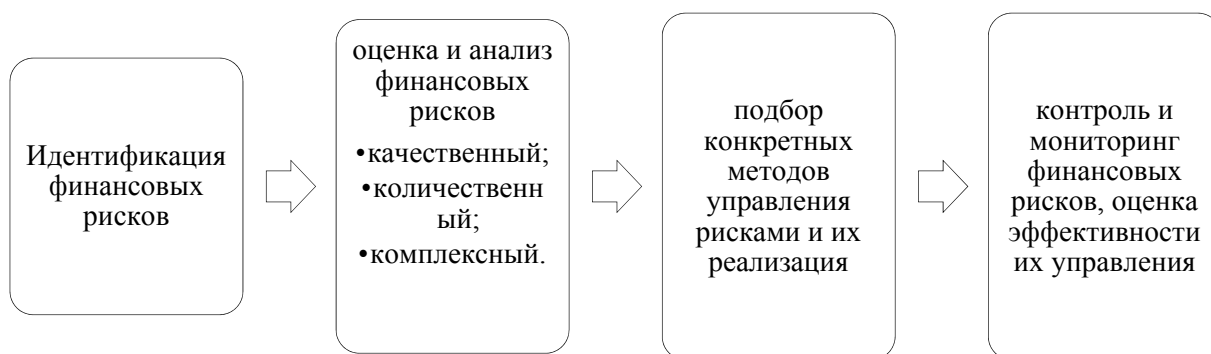 Идентификация
финансовых
рисков
оценка и анализ
финансовых
рисков
•качественный;
•количественн
ый;
•комплексный.
подбор
конкретных
методов
управления
рисками и их
реализация
контроль и
мониторинг
финансовых
рисков, оценка
эффективности
их управления